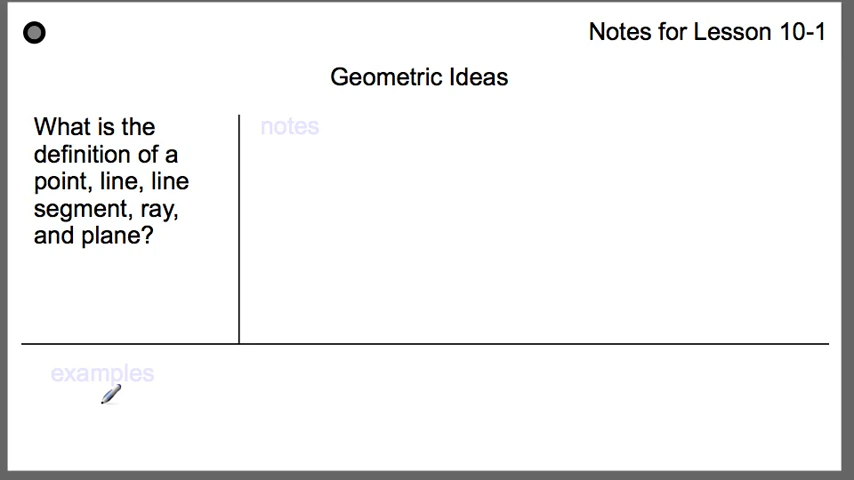 Notes for Lesson 10-1
Geometric Ideas
What is the
definition of a
point, line, line
segment, ray,
and plane?
notes
examples